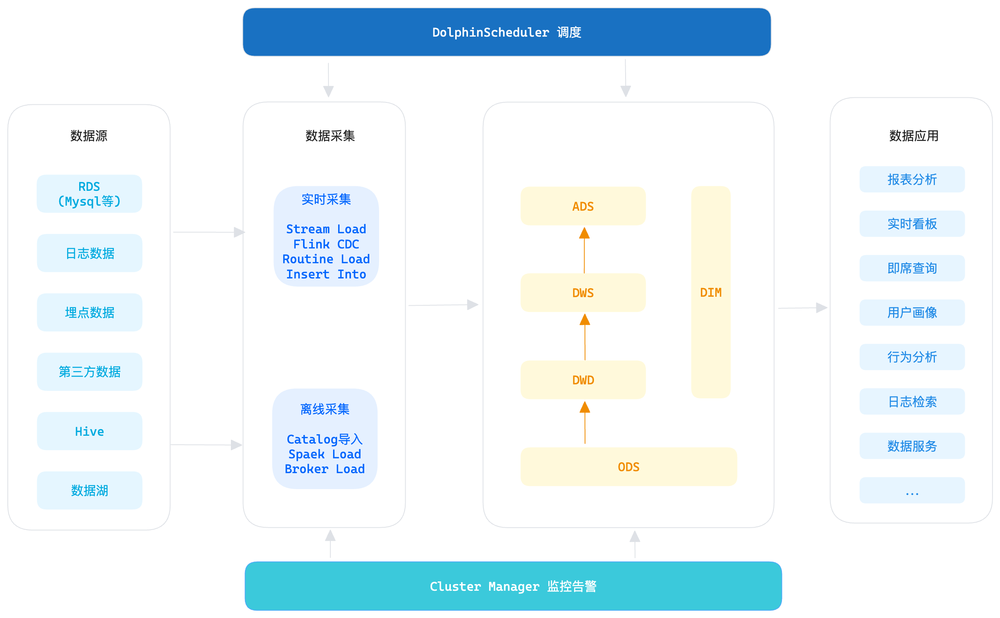 DolphinScheduler 调度
数据源
RDS
(Mysql等)
日志数据
埋点数据
第三方数据
Hive
数据湖
数据采集
实时采集
Stream Load
Flink CDC
Routine Load
Insert Into
离线采集
Catalog导入
Spaek Load
Broker Load
ADS
DWS
DWD
ODS
DIM
数据应用
报表分析
实时看板
即席查询
用户画像
行为分析
日志检索
数据服务
...
Cluster Manager 监控告警